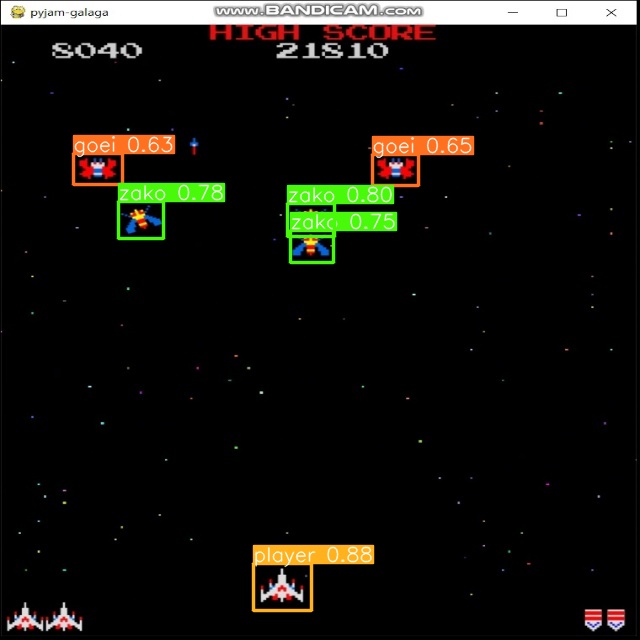 pyjam-galaga
WWW.BANDICAM.COM
HIGH SCORE
8040
21810
goei 0.63
goei 0.65
zako 0.78
zako 0.80
zako 0.75
player 0.88